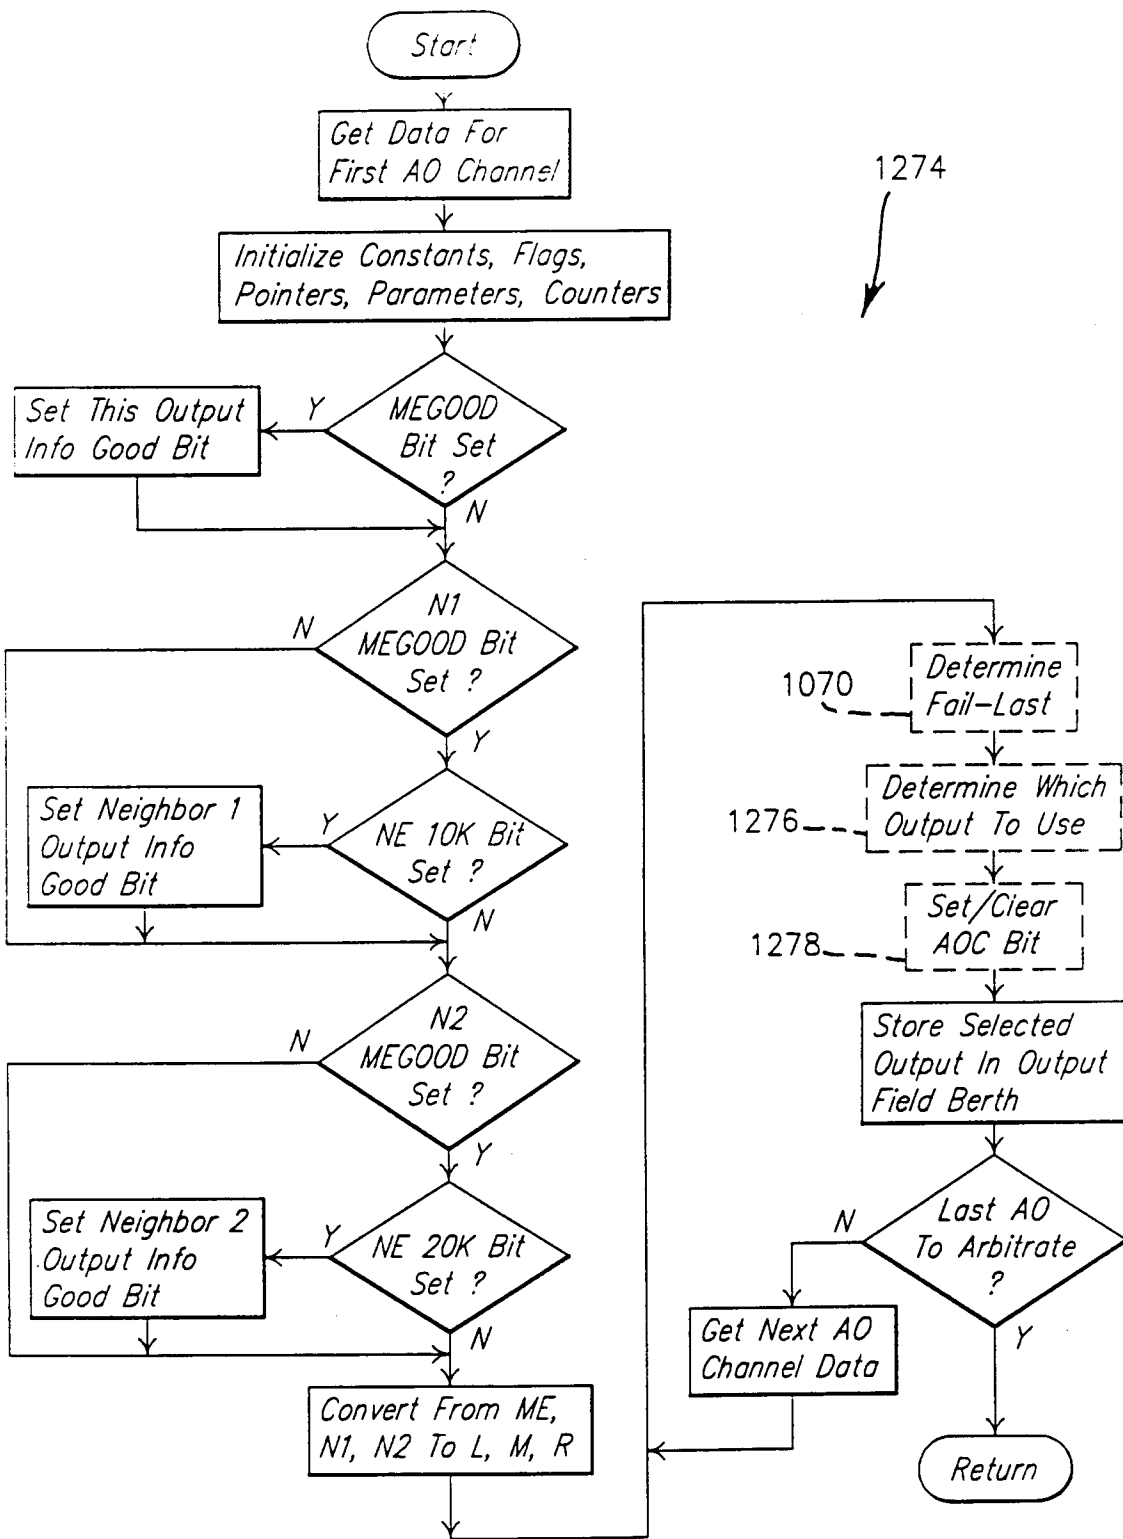 Start
Get Data For
First AO Channel
1274
Initialize Constants, Flags,
Pointers, Parameters, Counters
MEGOOD
Bit Set
?
Y
N
Set This Output
Info Good Bit
N1
MEGOOD Bit
Set ?
N
Y
NE 10K Bit
Set ?
Y
N
Set Neighbor 1
Output Info
Good Bit
N2
MEGOOD Bit
Set ?
N
Y
NE 20K Bit
Set ?
Y
N
Set Neighbor 2
Output Info
Good Bit
Convert From ME,
N1, N2 To L, M, R
Determine
Fail-Last
1070
Determine Which
Output To Use
1276
Set/Clear
AOC Bit
1278
Store Selected
Output In Output
Field Berth
Last AO
To Arbitrate
?
N
Y
Get Next AO
Channel Data
Return